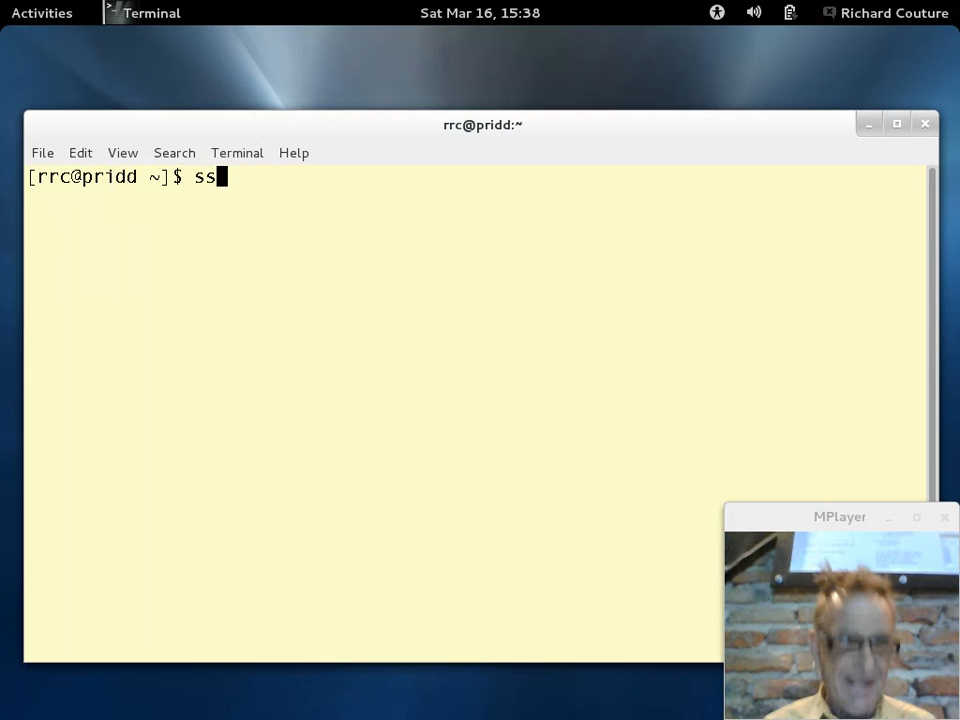 Activities Terminal Sat Mar 16, 15:38 Richard Couture
rrc@pridd:~
File Edit View Search Terminal Help
[rrc@pridd ~]$ ss
MPlayer